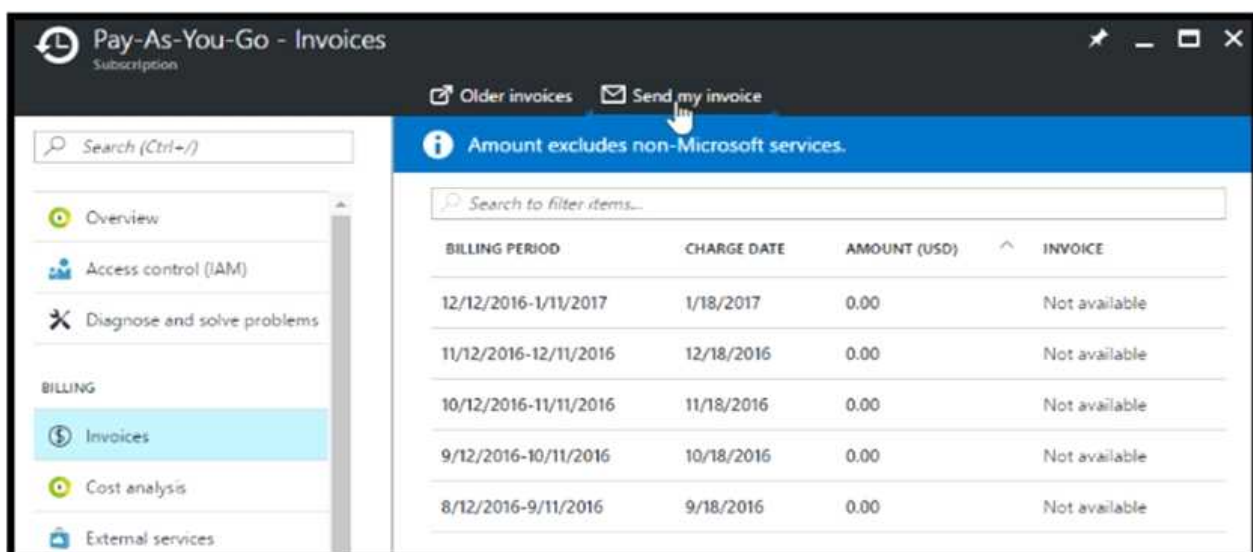 Pay-As-You-Go - Invoices
Subscription
Older invoices Send my invoice
Search (Ctrl+/)
Amount excludes non-Microsoft services.
Overview
Access control (IAM)
Diagnose and solve problems
BILLING
Invoices
Cost analysis
External services
Search to filter items...
BILLING PERIOD CHARGE DATE AMOUNT (USD) INVOICE
12/12/2016-1/11/2017 1/18/2017 0.00 Not available
11/12/2016-12/11/2016 12/18/2016 0.00 Not available
10/12/2016-11/11/2016 11/18/2016 0.00 Not available
9/12/2016-10/11/2016 10/18/2016 0.00 Not available
8/12/2016-9/11/2016 9/18/2016 0.00 Not available